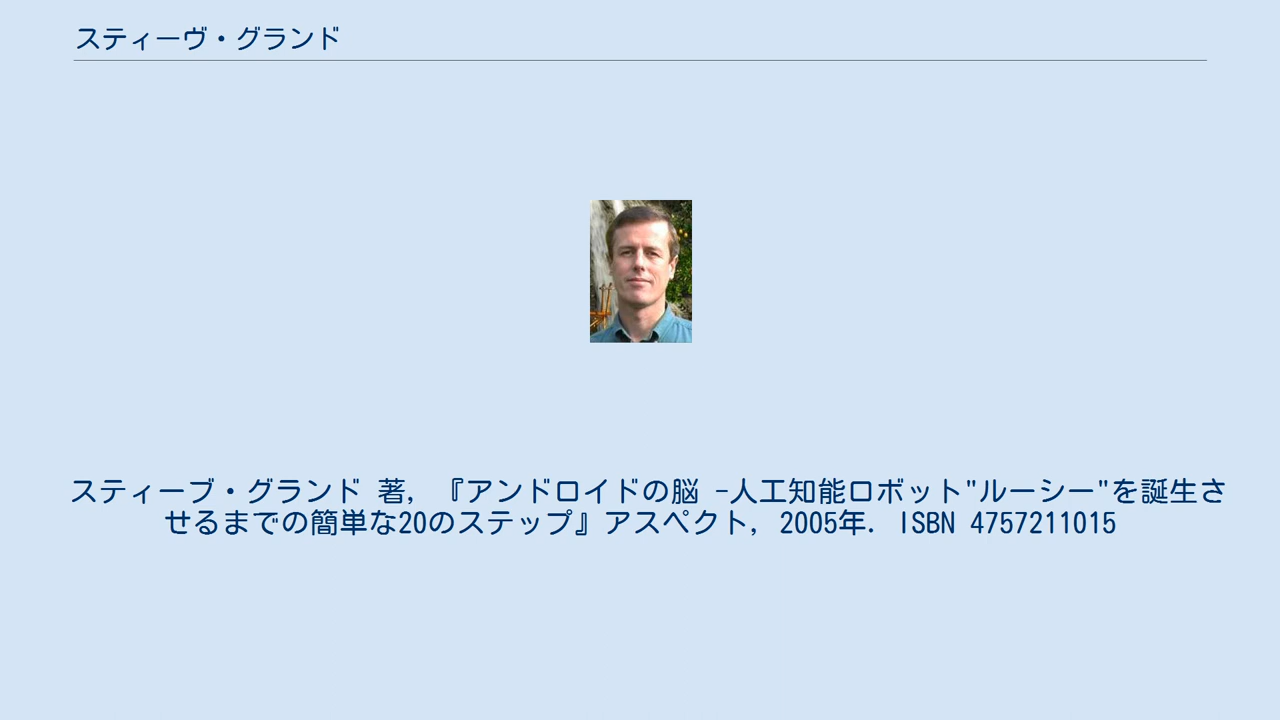 スティーヴ・グランド
スティーブ・グランド 著, 『アンドロイドの脳 -人工知能ロボット"ルーシー"を誕生さ
せるまでの簡単な20のステップ』アスペクト, 2005年. ISBN 4757211015